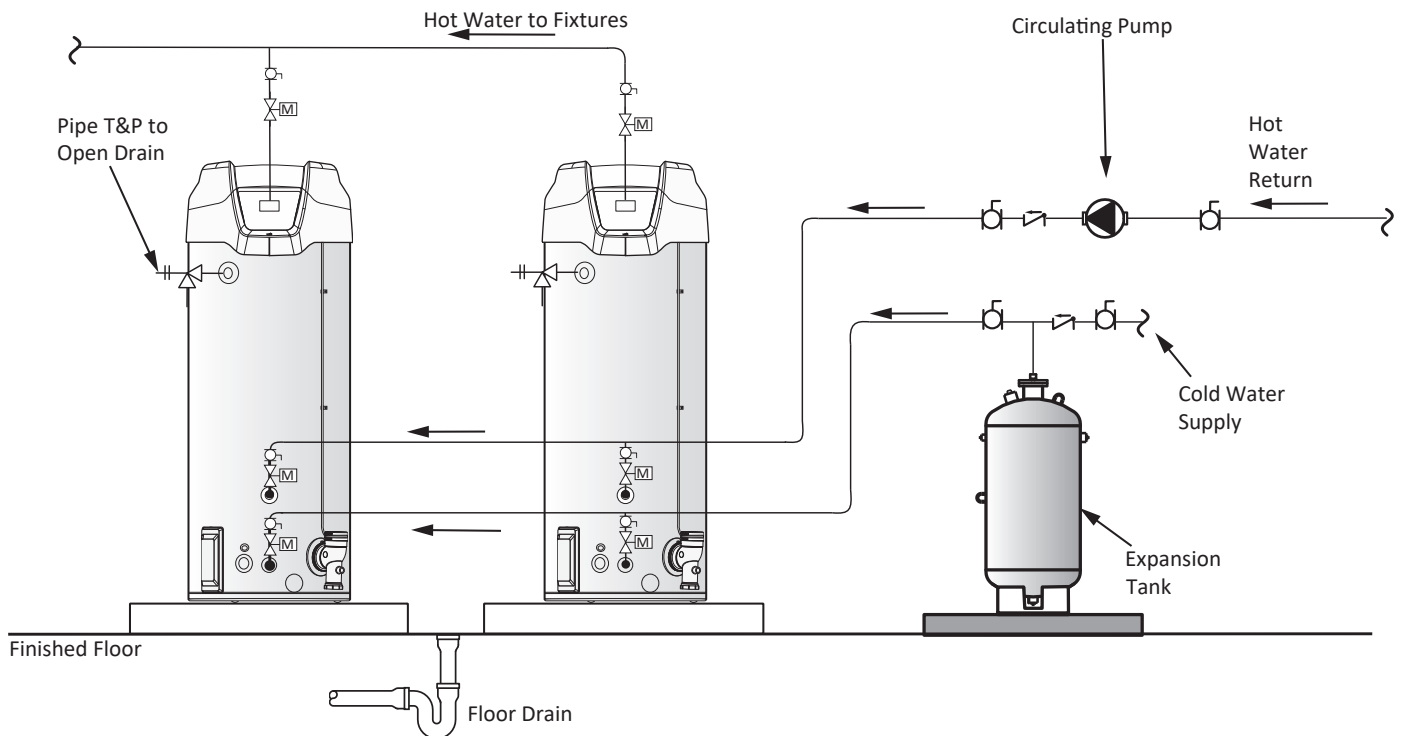 Hot Water to Fixtures
Circulating Pump
Pipe T&P to
Open Drain
Hot
Water
Return
M
M
Cold Water
Supply
M
M
M
M
Expansion
Tank
Finished Floor
Floor Drain